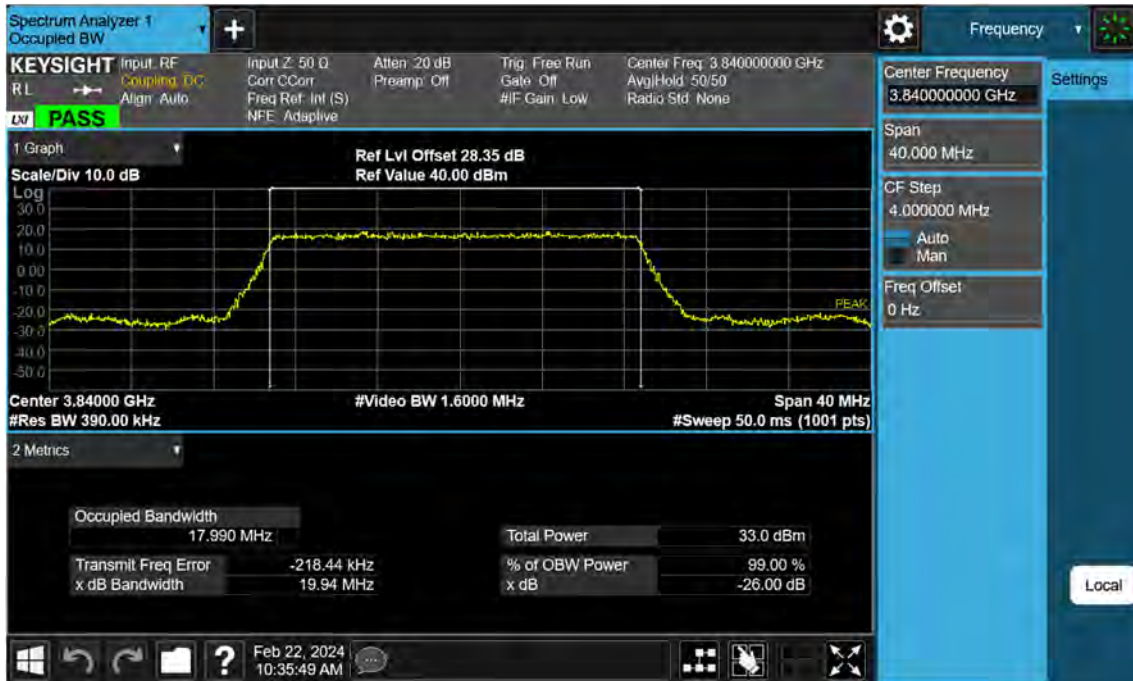 Spectrum Analyzer 1
Occupied BW
+
Frequency
KEYSIGHT
RL
LXI
PASS
Input: RF
Coupling: DC
Align: Auto
Input Z: 50 Ω
Corr CCorr
Freq Ref: Int (S)
NFE: Adaptive
Atten: 20 dB
Preamp: Off
Trig: Free Run
Gate: Off
#IF Gain: Low
Center Freq: 3.840000000 GHz
Avg|Hold: 50/50
Radio Std: None
Center Frequency
3.840000000 GHz
Settings
Span
40.000 MHz
CF Step
4.000000 MHz
Auto
Man
Freq Offset
0 Hz
1 Graph
Scale/Div 10.0 dB
Ref Lvl Offset 28.35 dB
Ref Value 40.00 dBm
Log
30.0
20.0
10.0
0.00
-10.0
-20.0
-30.0
-40.0
-50.0
PEAK
Center 3.84000 GHz
#Video BW 1.6000 MHz
Span 40 MHz
#Res BW 390.00 kHz
#Sweep 50.0 ms (1001 pts)
2 Metrics
Occupied Bandwidth
17.990 MHz
Total Power 33.0 dBm
Transmit Freq Error -218.44 kHz
% of OBW Power 99.00 %
x dB Bandwidth 19.94 MHz
x dB -26.00 dB
Local
?
Feb 22, 2024
10:35:49 AM